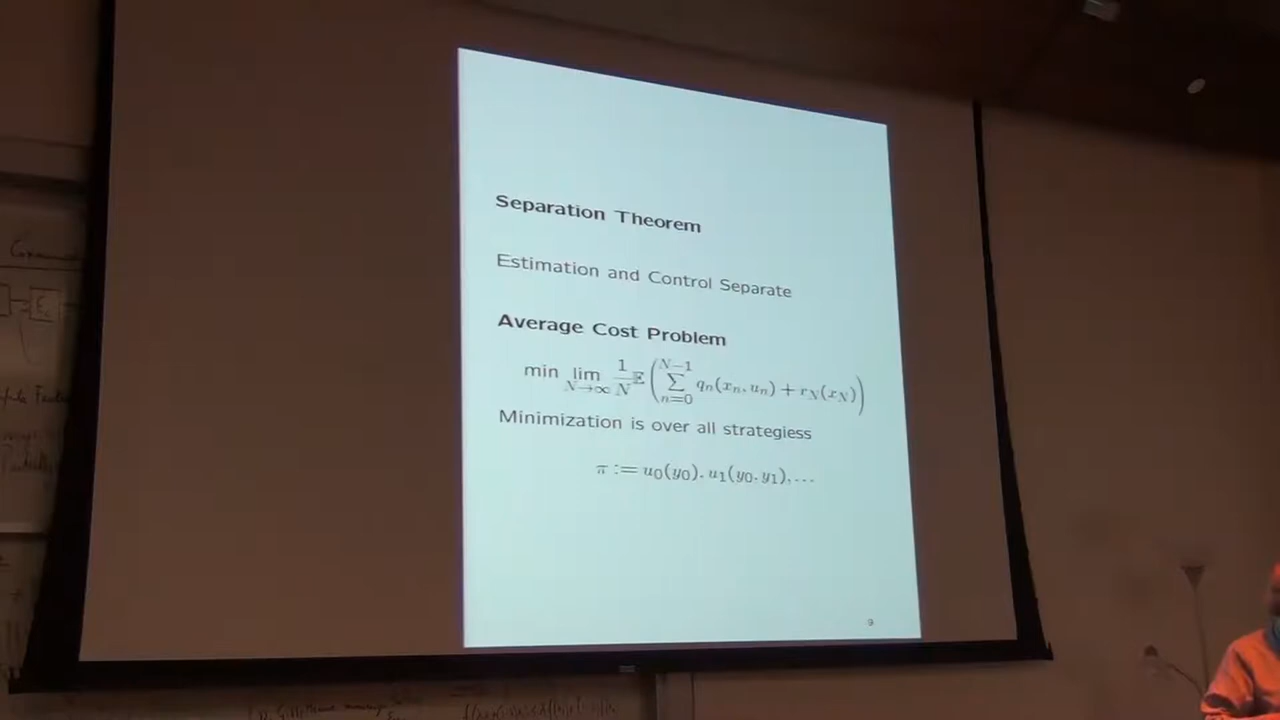 Separation Theorem
Estimation and Control Separate
Average Cost Problem
min lim_{N→∞} 1/N 𝔼 ( ∑_{n=0}^{N−1} q_n(x_n, u_n) + r_N(x_N) )
Minimization is over all strategiess
π := u_0(y_0), u_1(y_0, y_1), ···
9